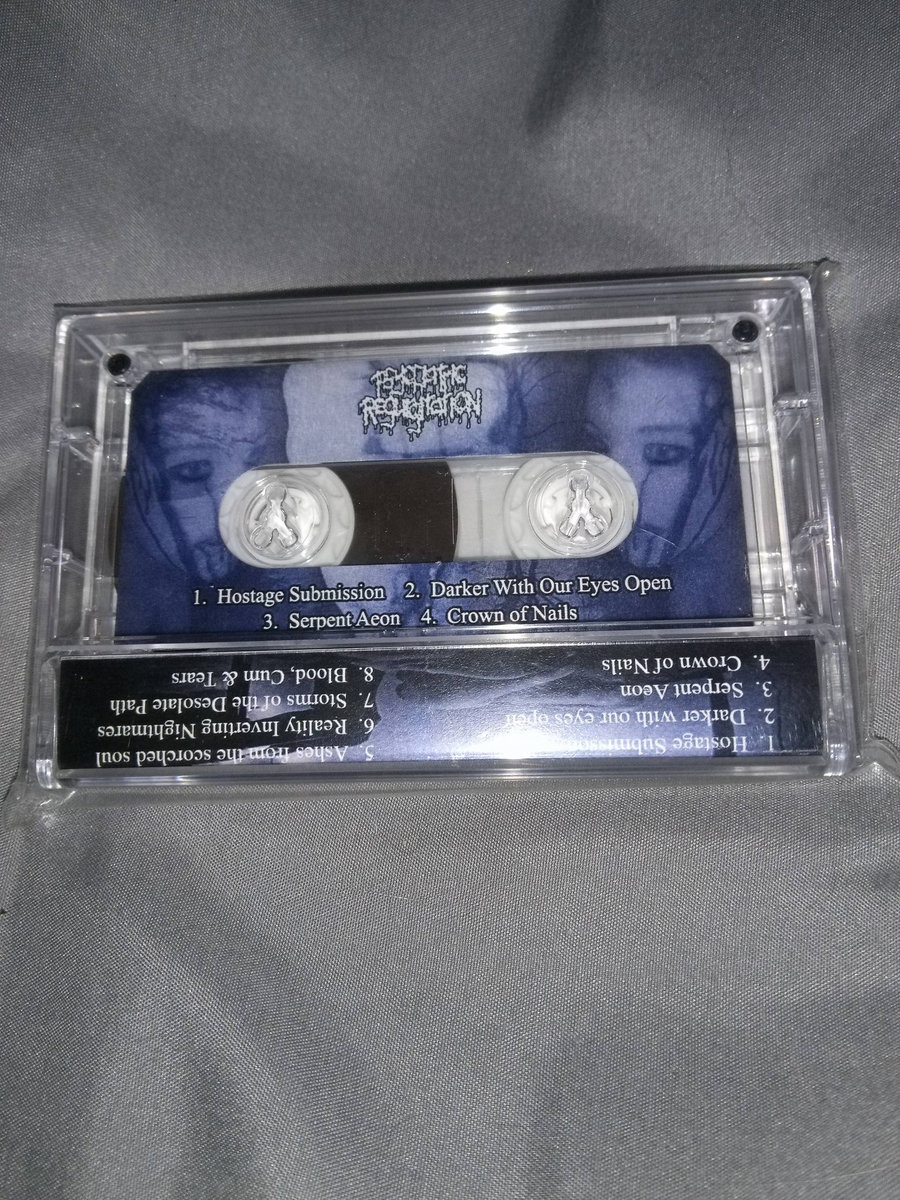 PSYCHIATRIC
REGURGITATION
1. Hostage Submission 2. Darker With Our Eyes Open
3. Serpent Aeon 4. Crown of Nails
1. Hostage Submission
2. Darker with our eyes open
3. Serpent Aeon
4. Crown of Nails
5. Ashes from the scorched soul
6. Reality Inverting Nightmares
7. Storms of the Desolate Path
8. Blood, Cum & Tears